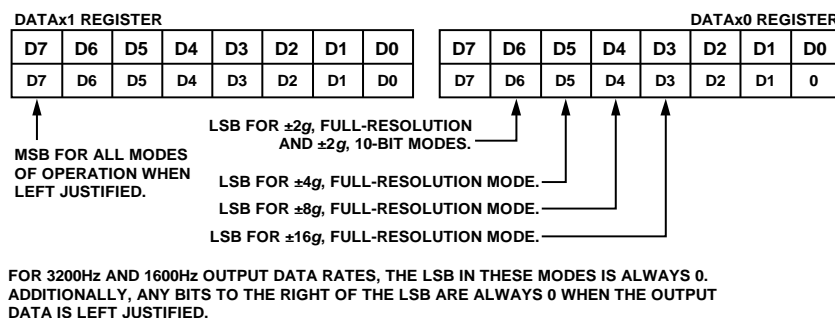 DATAx1 REGISTER DATAx0 REGISTER
D7 D6 D5 D4 D3 D2 D1 D0 D7 D6 D5 D4 D3 D2 D1 D0
D7 D6 D5 D4 D3 D2 D1 D0 D7 D6 D5 D4 D3 D2 D1 0
MSB FOR ALL MODES
OF OPERATION WHEN
LEFT JUSTIFIED.
LSB FOR ±2g, FULL-RESOLUTION
AND ±2g, 10-BIT MODES.
LSB FOR ±4g, FULL-RESOLUTION MODE.
LSB FOR ±8g, FULL-RESOLUTION MODE.
LSB FOR ±16g, FULL-RESOLUTION MODE.
FOR 3200Hz AND 1600Hz OUTPUT DATA RATES, THE LSB IN THESE MODES IS ALWAYS 0.
ADDITIONALLY, ANY BITS TO THE RIGHT OF THE LSB ARE ALWAYS 0 WHEN THE OUTPUT
DATA IS LEFT JUSTIFIED.